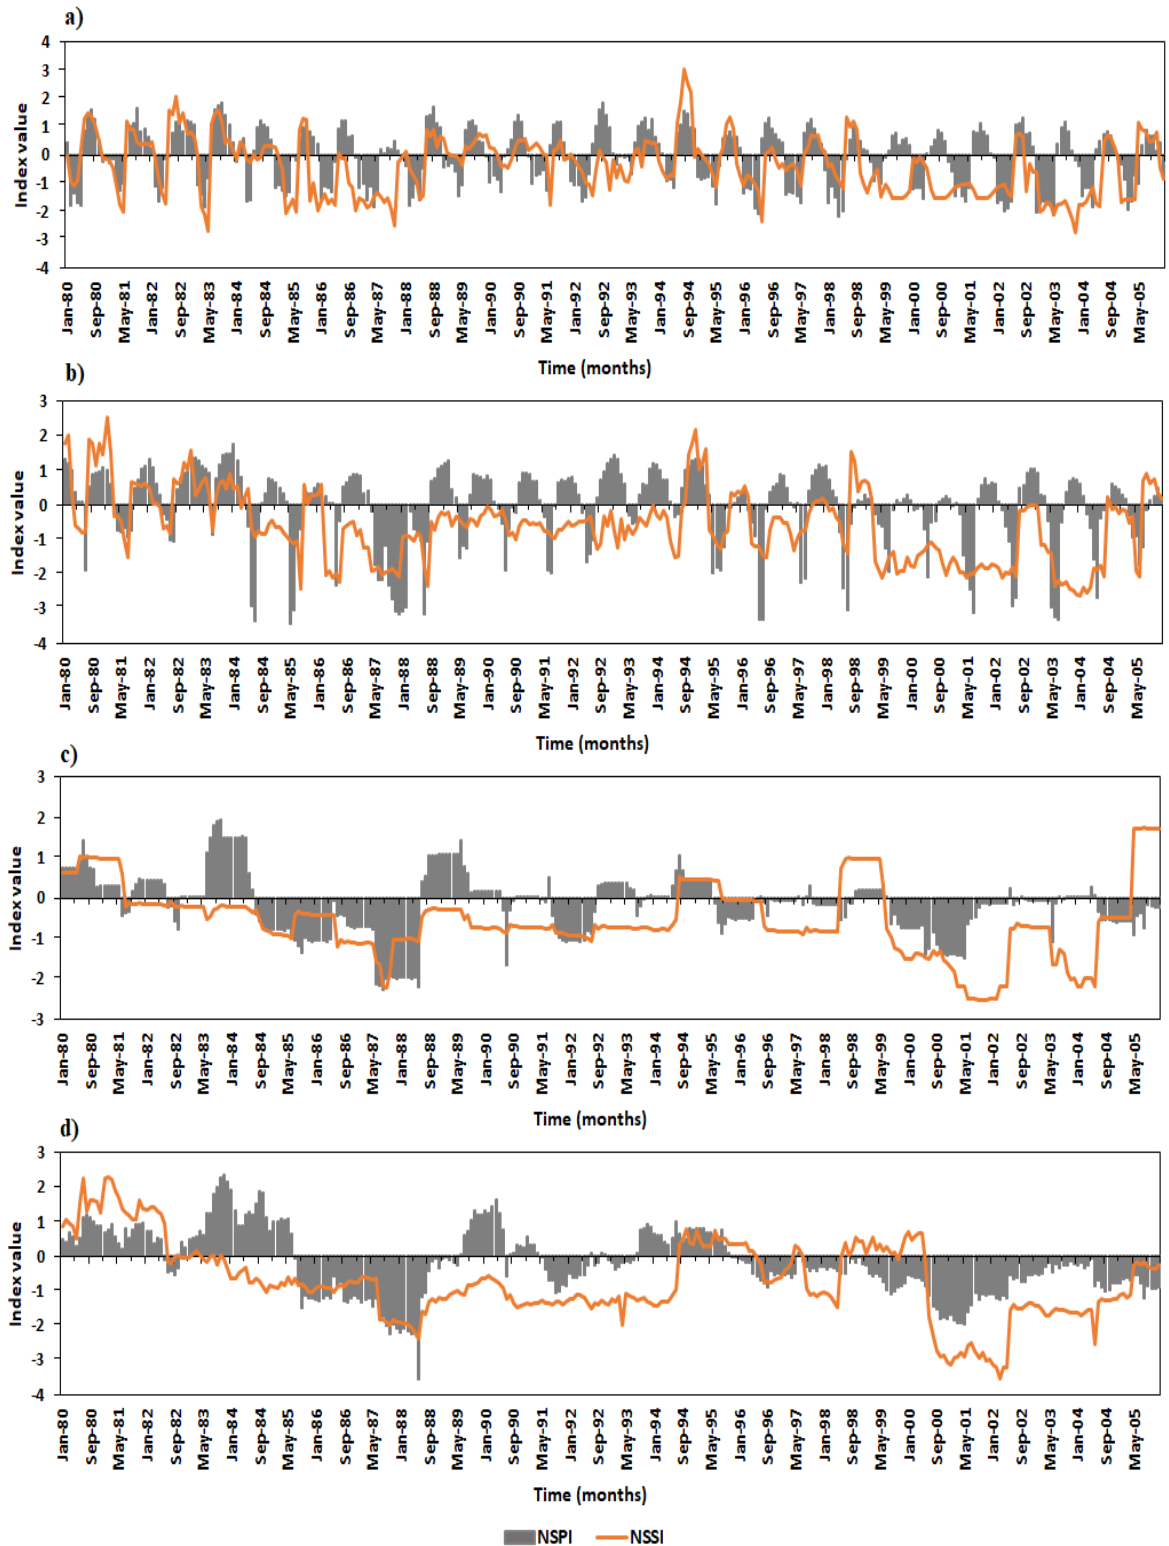 a)
4
3
2
1
0
-1
-2
-3
-4
Index value
Jan-80 Sep-80 May-81 Jan-82 Sep-82 May-83 Jan-84 Sep-84 May-85 Jan-86 Sep-86 May-87 Jan-88 Sep-88 May-89 Jan-90 Sep-90 May-91 Jan-92 Sep-92 May-93 Jan-94 Sep-94 May-95 Jan-96 Sep-96 May-97 Jan-98 Sep-98 May-99 Jan-00 Sep-00 May-01 Jan-02 Sep-02 May-03 Jan-04 Sep-04 May-05
Time (months)
b)
3
2
1
0
-1
-2
-3
-4
Index value
Jan-80 Sep-80 May-81 Jan-82 Sep-82 May-83 Jan-84 Sep-84 May-85 Jan-86 Sep-86 May-87 Jan-88 Sep-88 May-89 Jan-90 Sep-90 May-91 Jan-92 Sep-92 May-93 Jan-94 Sep-94 May-95 Jan-96 Sep-96 May-97 Jan-98 Sep-98 May-99 Jan-00 Sep-00 May-01 Jan-02 Sep-02 May-03 Jan-04 Sep-04 May-05
Time (months)
c)
3
2
1
0
-1
-2
-3
Index value
Jan-80 Sep-80 May-81 Jan-82 Sep-82 May-83 Jan-84 Sep-84 May-85 Jan-86 Sep-86 May-87 Jan-88 Sep-88 May-89 Jan-90 Sep-90 May-91 Jan-92 Sep-92 May-93 Jan-94 Sep-94 May-95 Jan-96 Sep-96 May-97 Jan-98 Sep-98 May-99 Jan-00 Sep-00 May-01 Jan-02 Sep-02 May-03 Jan-04 Sep-04 May-05
Time (months)
d)
3
2
1
0
-1
-2
-3
-4
Index value
Jan-80 Sep-80 May-81 Jan-82 Sep-82 May-83 Jan-84 Sep-84 May-85 Jan-86 Sep-86 May-87 Jan-88 Sep-88 May-89 Jan-90 Sep-90 May-91 Jan-92 Sep-92 May-93 Jan-94 Sep-94 May-95 Jan-96 Sep-96 May-97 Jan-98 Sep-98 May-99 Jan-00 Sep-00 May-01 Jan-02 Sep-02 May-03 Jan-04 Sep-04 May-05
Time (months)
NSPI NSSI